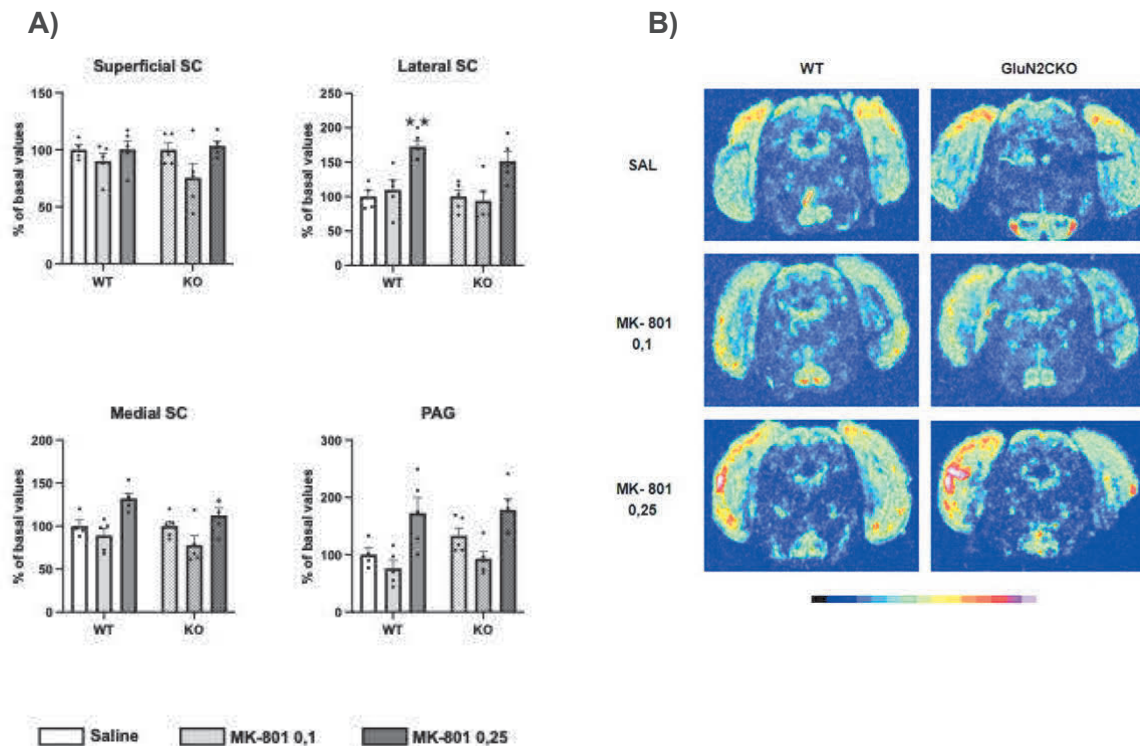 A)
B)
Superficial SC
% of basal values
150
100
50
0
WT
KO
Lateral SC
% of basal values
250
200
150
100
50
0
★★
WT
KO
Medial SC
% of basal values
200
150
100
50
0
WT
KO
PAG
% of basal values
300
200
100
0
WT
KO
Saline
MK-801 0,1
MK-801 0,25
WT
GluN2CKO
SAL
MK- 801
0,1
MK- 801
0,25